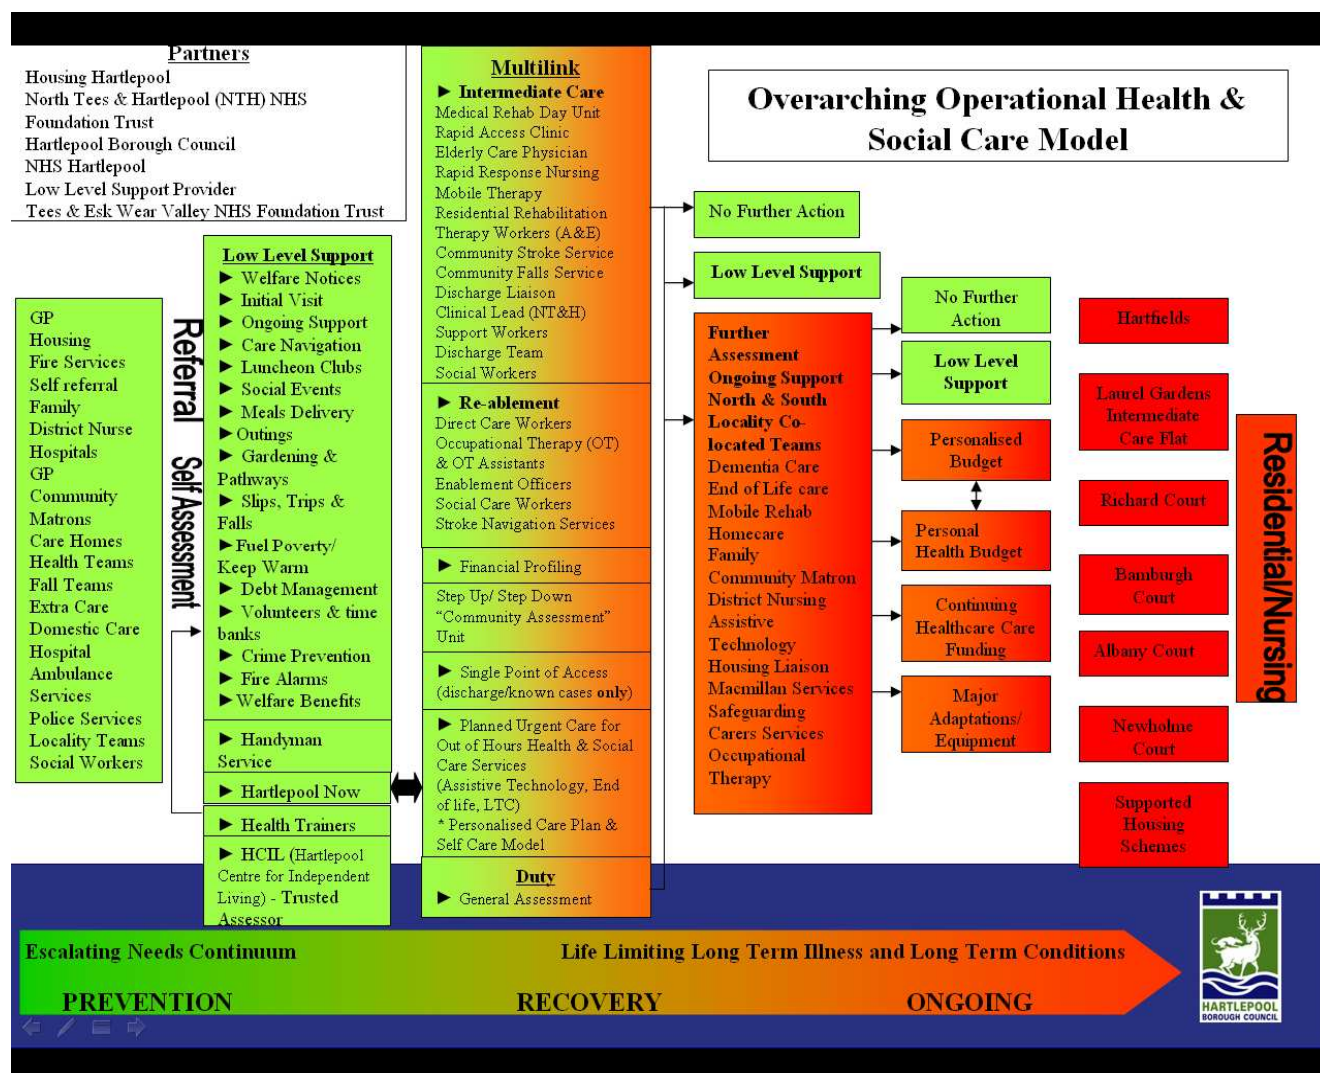 Partners
Housing Hartlepool
North Tees & Hartlepool (NTH) NHS
Foundation Trust
Hartlepool Borough Council
NHS Hartlepool
Low Level Support Provider
Tees & Esk Wear Valley NHS Foundation Trust
Overarching Operational Health &
Social Care Model
GP
Housing
Fire Services
Self referral
Family
District Nurse
Hospitals
GP
Community
Matrons
Care Homes
Health Teams
Fall Teams
Extra Care
Domestic Care
Hospital
Ambulance
Services
Police Services
Locality Teams
Social Workers
Referral
Self Assessment
Low Level Support
► Welfare Notices
► Initial Visit
► Ongoing Support
► Care Navigation
► Luncheon Clubs
► Social Events
► Meals Delivery
►Outings
► Gardening &
Pathways
► Slips, Trips &
Falls
►Fuel Poverty/
Keep Warm
► Debt Management
► Volunteers & time
banks
► Crime Prevention
► Fire Alarms
►Welfare Benefits
► Handyman
Service
► Hartlepool Now
► Health Trainers
► HCIL (Hartlepool
Centre for Independent
Living) - Trusted
Assessor
Multilink
► Intermediate Care
Medical Rehab Day Unit
Rapid Access Clinic
Elderly Care Physician
Rapid Response Nursing
Mobile Therapy
Residential Rehabilitation
Therapy Workers (A&E)
Community Stroke Service
Community Falls Service
Discharge Liaison
Clinical Lead (NT&H)
Support Workers
Discharge Team
Social Workers
► Re-ablement
Direct Care Workers
Occupational Therapy (OT)
& OT Assistants
Enablement Officers
Social Care Workers
Stroke Navigation Services
► Financial Profiling
Step Up/ Step Down
“Community Assessment”
Unit
► Single Point of Access
(discharge/known cases only)
► Planned Urgent Care for
Out of Hours Health & Social
Care Services
(Assistive Technology, End
of life, LTC)
* Personalised Care Plan &
Self Care Model
Duty
► General Assessment
No Further Action
Low Level Support
Further
Assessment
Ongoing Support
North & South
Locality Co-
located Teams
Dementia Care
End of Life care
Mobile Rehab
Homecare
Family
Community Matron
District Nursing
Assistive
Technology
Housing Liaison
Macmillan Services
Safeguarding
Carers Services
Occupational
Therapy
No Further
Action
Low Level
Support
Personalised
Budget
Personal
Health Budget
Continuing
Healthcare Care
Funding
Major
Adaptations/
Equipment
Hartfields
Laurel Gardens
Intermediate
Care Flat
Richard Court
Bamburgh
Court
Albany Court
Newholme
Court
Supported
Housing
Schemes
Residential/Nursing
Escalating Needs Continuum
Life Limiting Long Term Illness and Long Term Conditions
PREVENTION
RECOVERY
ONGOING
HARTLEPOOL
BOROUGH COUNCIL